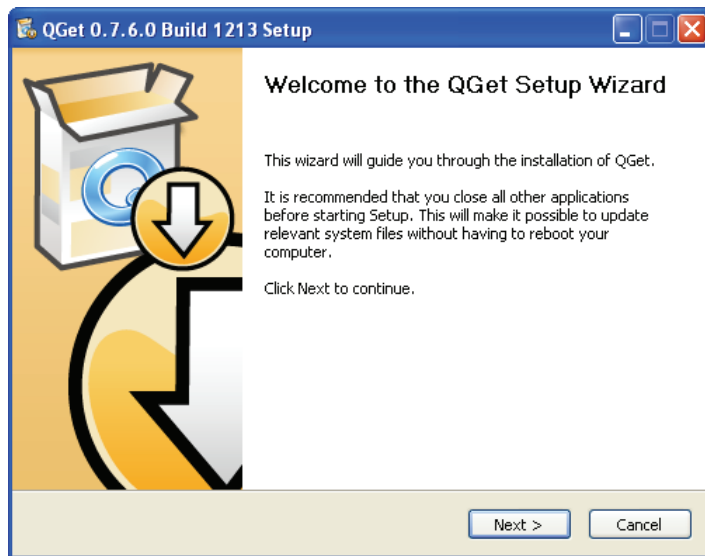 QGet 0.7.6.0 Build 1213 Setup
Welcome to the QGet Setup Wizard
This wizard will guide you through the installation of QGet.
It is recommended that you close all other applications
before starting Setup. This will make it possible to update
relevant system files without having to reboot your
computer.
Click Next to continue.
Q
Next >
Cancel